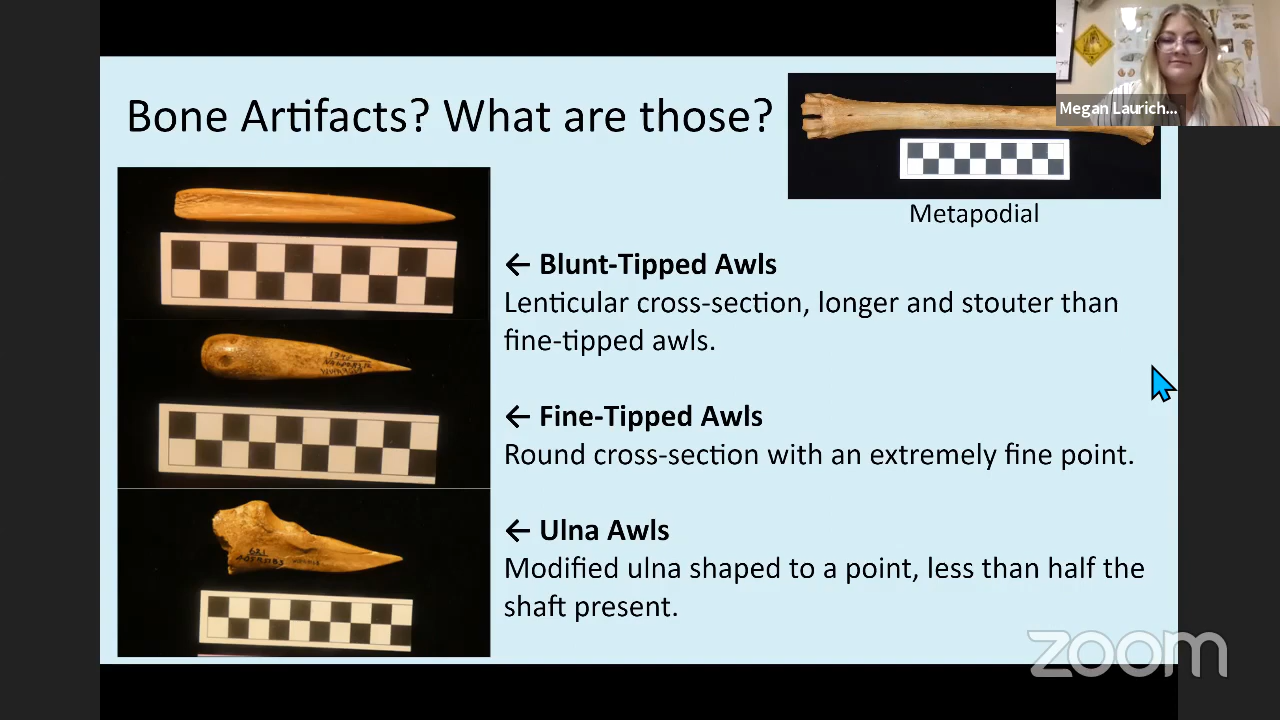 Bone Artifacts? What are those?
Megan Laurich...
Metapodial
← Blunt-Tipped Awls
Lenticular cross-section, longer and stouter than
fine-tipped awls.
← Fine-Tipped Awls
Round cross-section with an extremely fine point.
← Ulna Awls
Modified ulna shaped to a point, less than half the
shaft present.
zoom